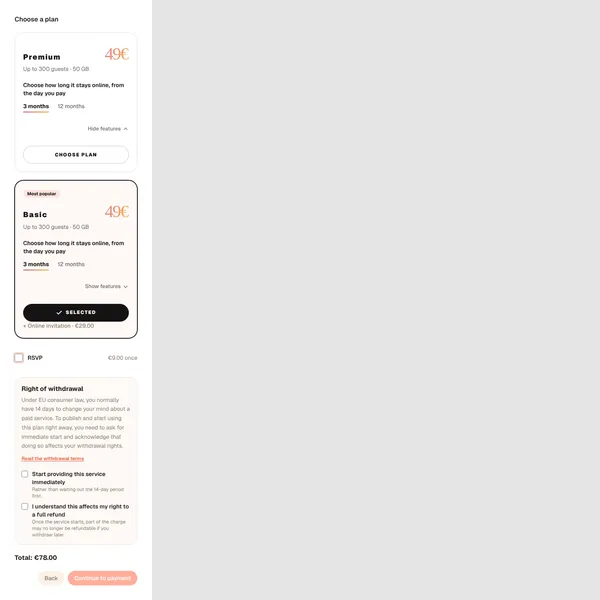 Choose a plan
Premium
49€
Up to 300 guests · 50 GB
Choose how long it stays online, from
the day you pay
3 months
12 months
Hide features
CHOOSE PLAN
Most popular
Basic
49€
Up to 300 guests · 50 GB
Choose how long it stays online, from
the day you pay
3 months
12 months
Show features
SELECTED
+ Online invitation · €29.00
RSVP
€9.00 once
Right of withdrawal
Under EU consumer law, you normally
have 14 days to change your mind about a
paid service. To publish and start using
this plan right away, you need to ask for
immediate start and acknowledge that
doing so affects your withdrawal rights.
Read the withdrawal terms
Start providing this service
immediately
Rather than waiting out the 14-day period
first.
I understand this affects my right to
a full refund
Once the service starts, part of the charge
may no longer be refundable if you
withdraw later.
Total: €78.00
Back
Continue to payment